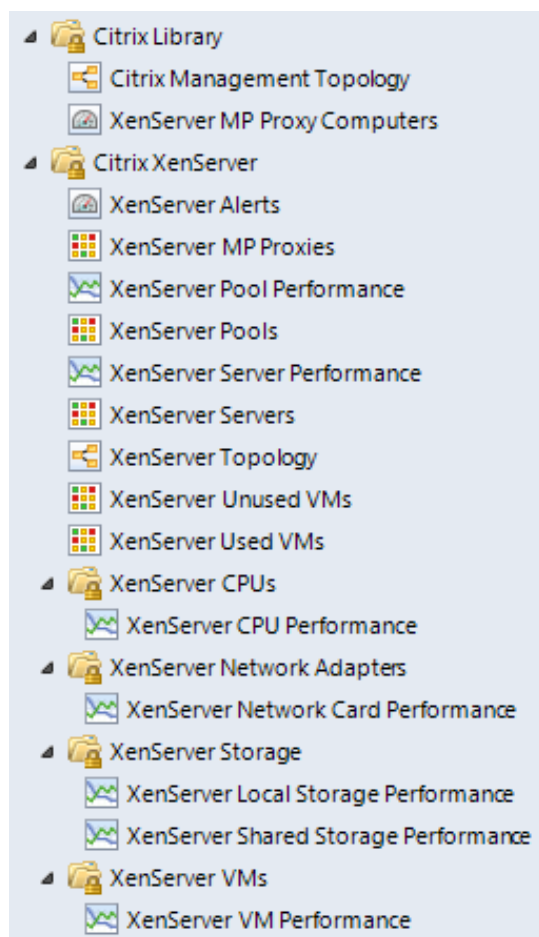 Citrix Library
Citrix Management Topology
XenServer MP Proxy Computers
Citrix XenServer
XenServer Alerts
XenServer MP Proxies
XenServer Pool Performance
XenServer Pools
XenServer Server Performance
XenServer Servers
XenServer Topology
XenServer Unused VMs
XenServer Used VMs
XenServer CPUs
XenServer CPU Performance
XenServer Network Adapters
XenServer Network Card Performance
XenServer Storage
XenServer Local Storage Performance
XenServer Shared Storage Performance
XenServer VMs
XenServer VM Performance